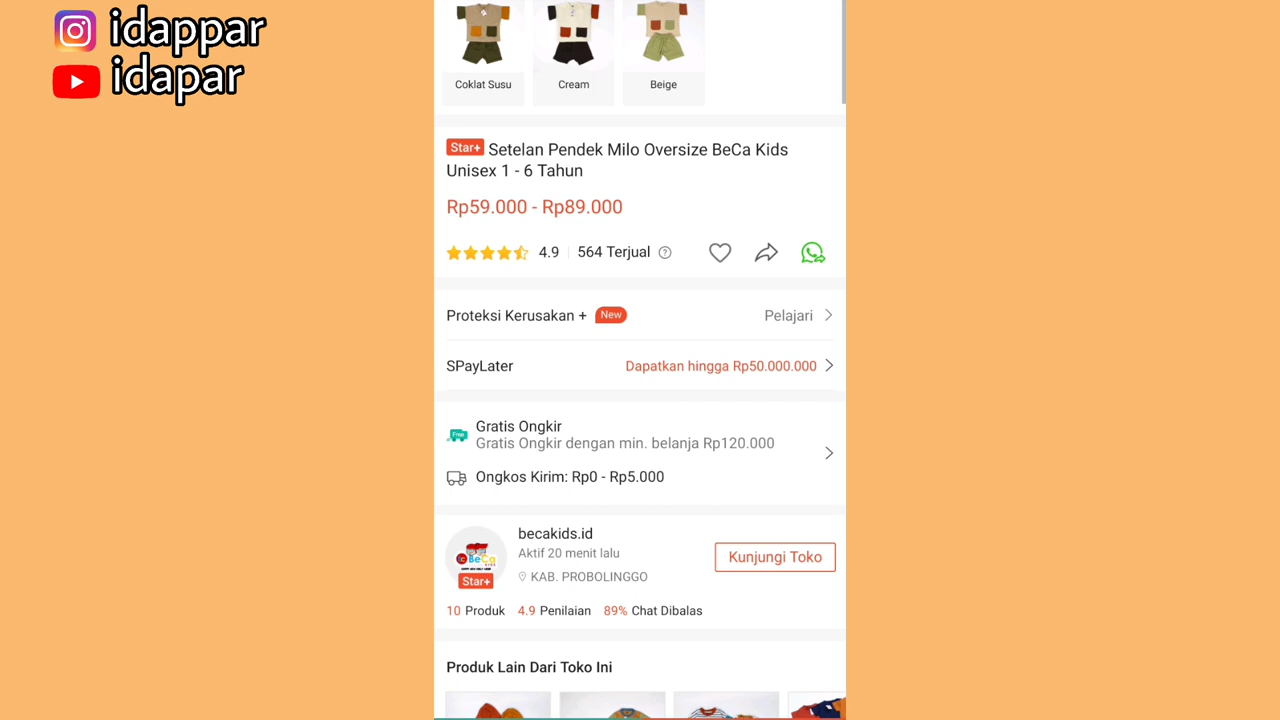 idappar
idapar
Coklat Susu
Cream
Beige
Star+ Setelan Pendek Milo Oversize BeCa Kids
Unisex 1 - 6 Tahun
Rp59.000 - Rp89.000
4.9 564 Terjual ?
Proteksi Kerusakan + New Pelajari
SPayLater Dapatkan hingga Rp50.000.000
Gratis Ongkir
Free Gratis Ongkir dengan min. belanja Rp120.000
Ongkos Kirim: Rp0 - Rp5.000
becakids.id
Aktif 20 menit lalu
BeCa
KIDS
Kunjungi Toko
KAB. PROBOLINGGO
Star+
10 Produk 4.9 Penilaian 89% Chat Dibalas
Produk Lain Dari Toko Ini